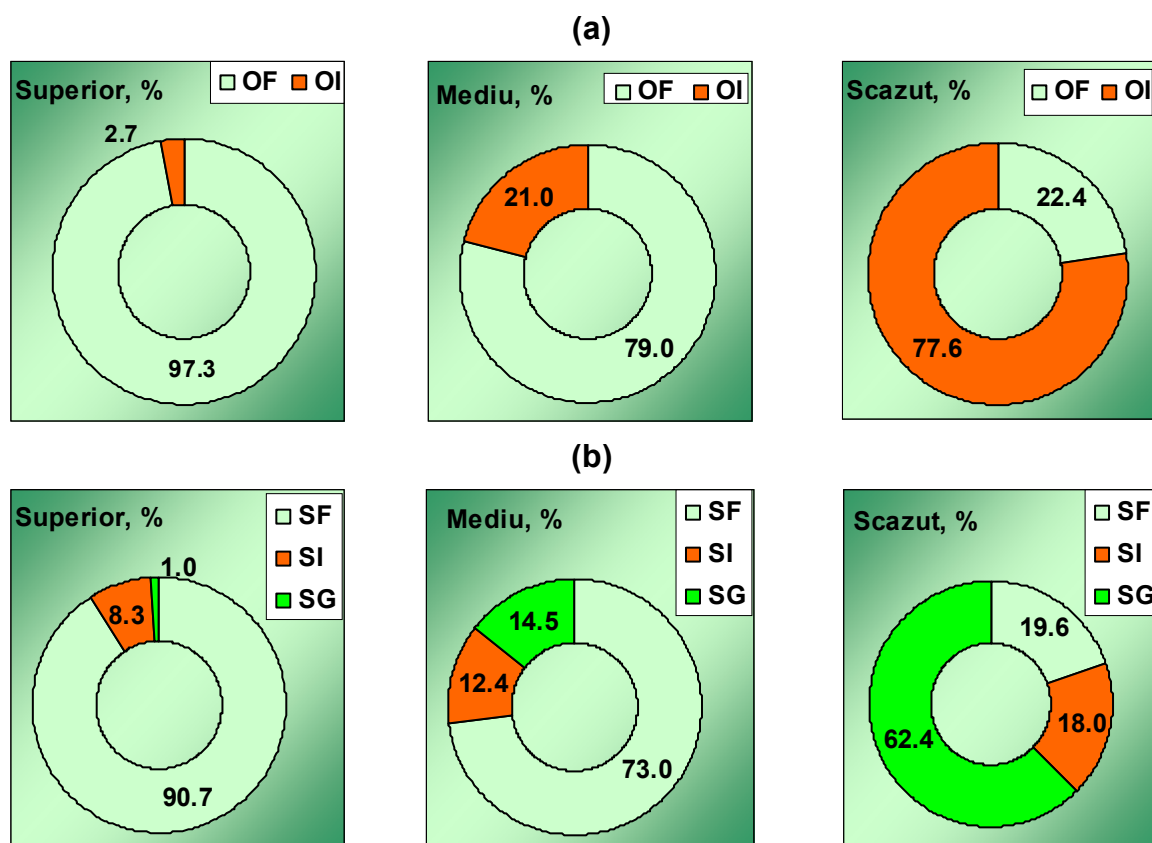 (a)
Superior, %
OF OI
2.7
97.3
Mediu, %
OF OI
21.0
79.0
Scazut, %
OF OI
22.4
77.6
(b)
Superior, %
SF
SI
SG
1.0
8.3
90.7
Mediu, %
SF
SI
SG
14.5
12.4
73.0
Scazut, %
SF
SI
SG
19.6
18.0
62.4